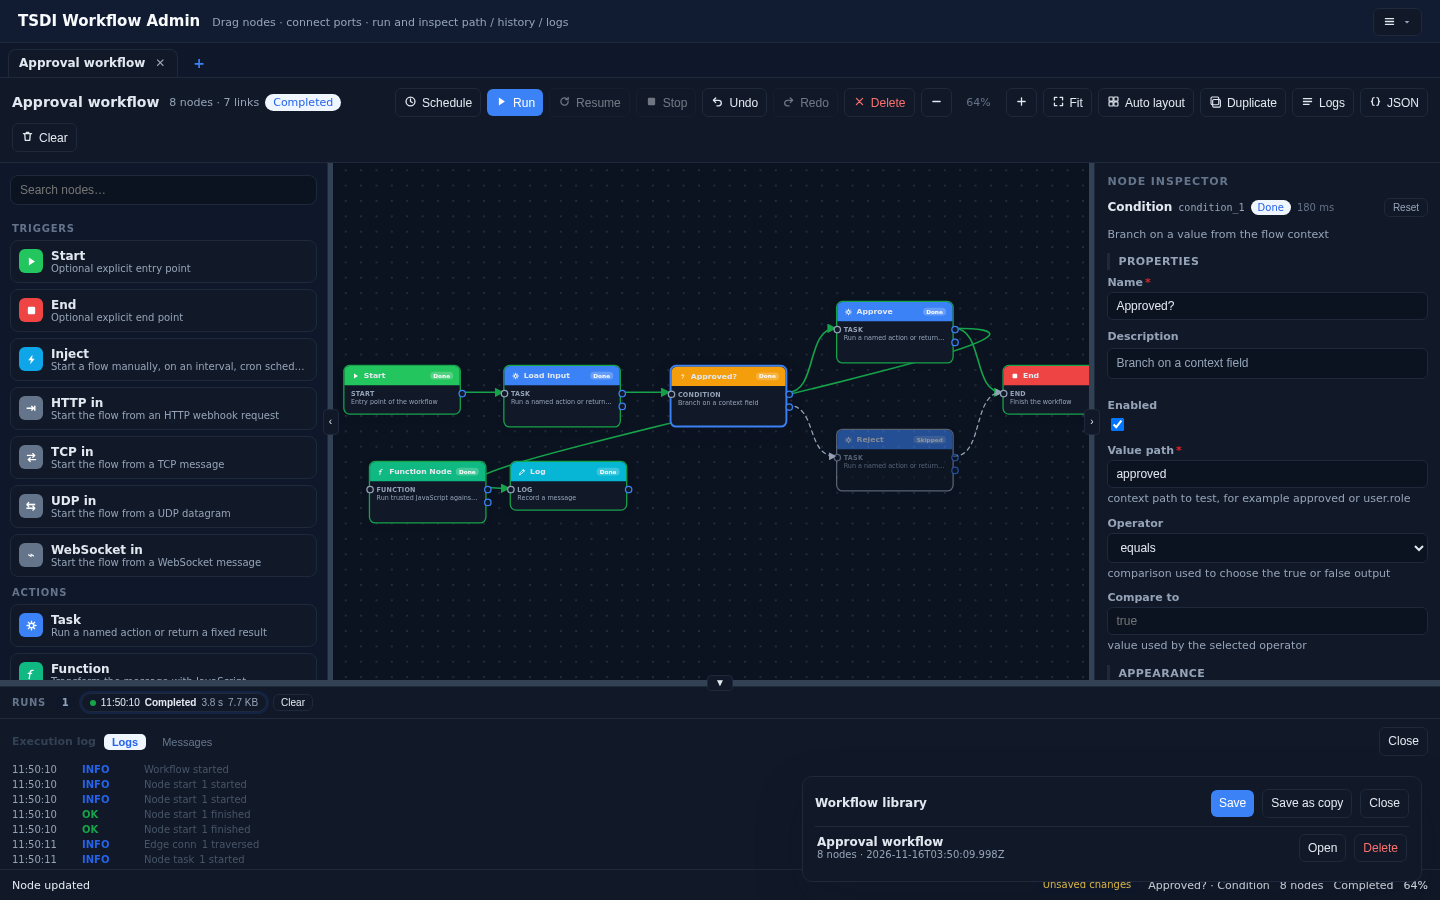 TSDI Workflow Admin
Drag nodes · connect ports · run and inspect path / history / logs
Approval workflow ✕
+
Approval workflow
8 nodes · 7 links
Completed
Schedule
Run
Resume
Stop
Undo
Redo
Delete
64%
Fit
Auto layout
Duplicate
Logs
JSON
Clear
Search nodes…
TRIGGERS
Start
Optional explicit entry point
End
Optional explicit end point
Inject
Start a flow manually, on an interval, cron sched...
HTTP in
Start the flow from an HTTP webhook request
TCP in
Start the flow from a TCP message
UDP in
Start the flow from a UDP datagram
WebSocket in
Start the flow from a WebSocket message
ACTIONS
Task
Run a named action or return a fixed result
Function
Transform the message with JavaScript
Start Done
START
Entry point of the workflow
Load input Done
TASK
Run a named action or return...
Approved? Done
CONDITION
Branch on a context field
Approve Done
TASK
Run a named action or return...
End
END
Finish the workflow
Reject Skipped
TASK
Run a named action or return...
Function Node Done
FUNCTION
Run trusted JavaScript agains...
Log Done
LOG
Record a message
NODE INSPECTOR
Condition condition_1 Done 180 ms
Reset
Branch on a value from the flow context
PROPERTIES
Name*
Approved?
Description
Branch on a context field
Enabled
Value path*
approved
context path to test, for example approved or user.role
Operator
equals
comparison used to choose the true or false output
Compare to
true
value used by the selected operator
APPEARANCE
RUNS 1
11:50:10 Completed 3.8 s 7.7 KB
Clear
Execution log
Logs
Messages
Close
11:50:10 INFO Workflow started
11:50:10 INFO Node start_1 started
11:50:10 INFO Node start_1 started
11:50:10 OK Node start_1 finished
11:50:10 OK Node start_1 finished
11:50:11 INFO Edge conn_1 traversed
11:50:11 INFO Node task_1 started
Workflow library
Save
Save as copy
Close
Approval workflow
8 nodes · 2026-11-16T03:50:09.998Z
Open
Delete
Node updated
Unsaved changes
Approved? · Condition
8 nodes
Completed
64%